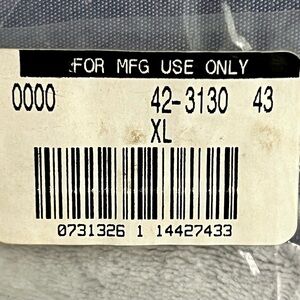 FOR MFG USE ONLY
0000 42-3130 43
XL
0731326 1 14427433